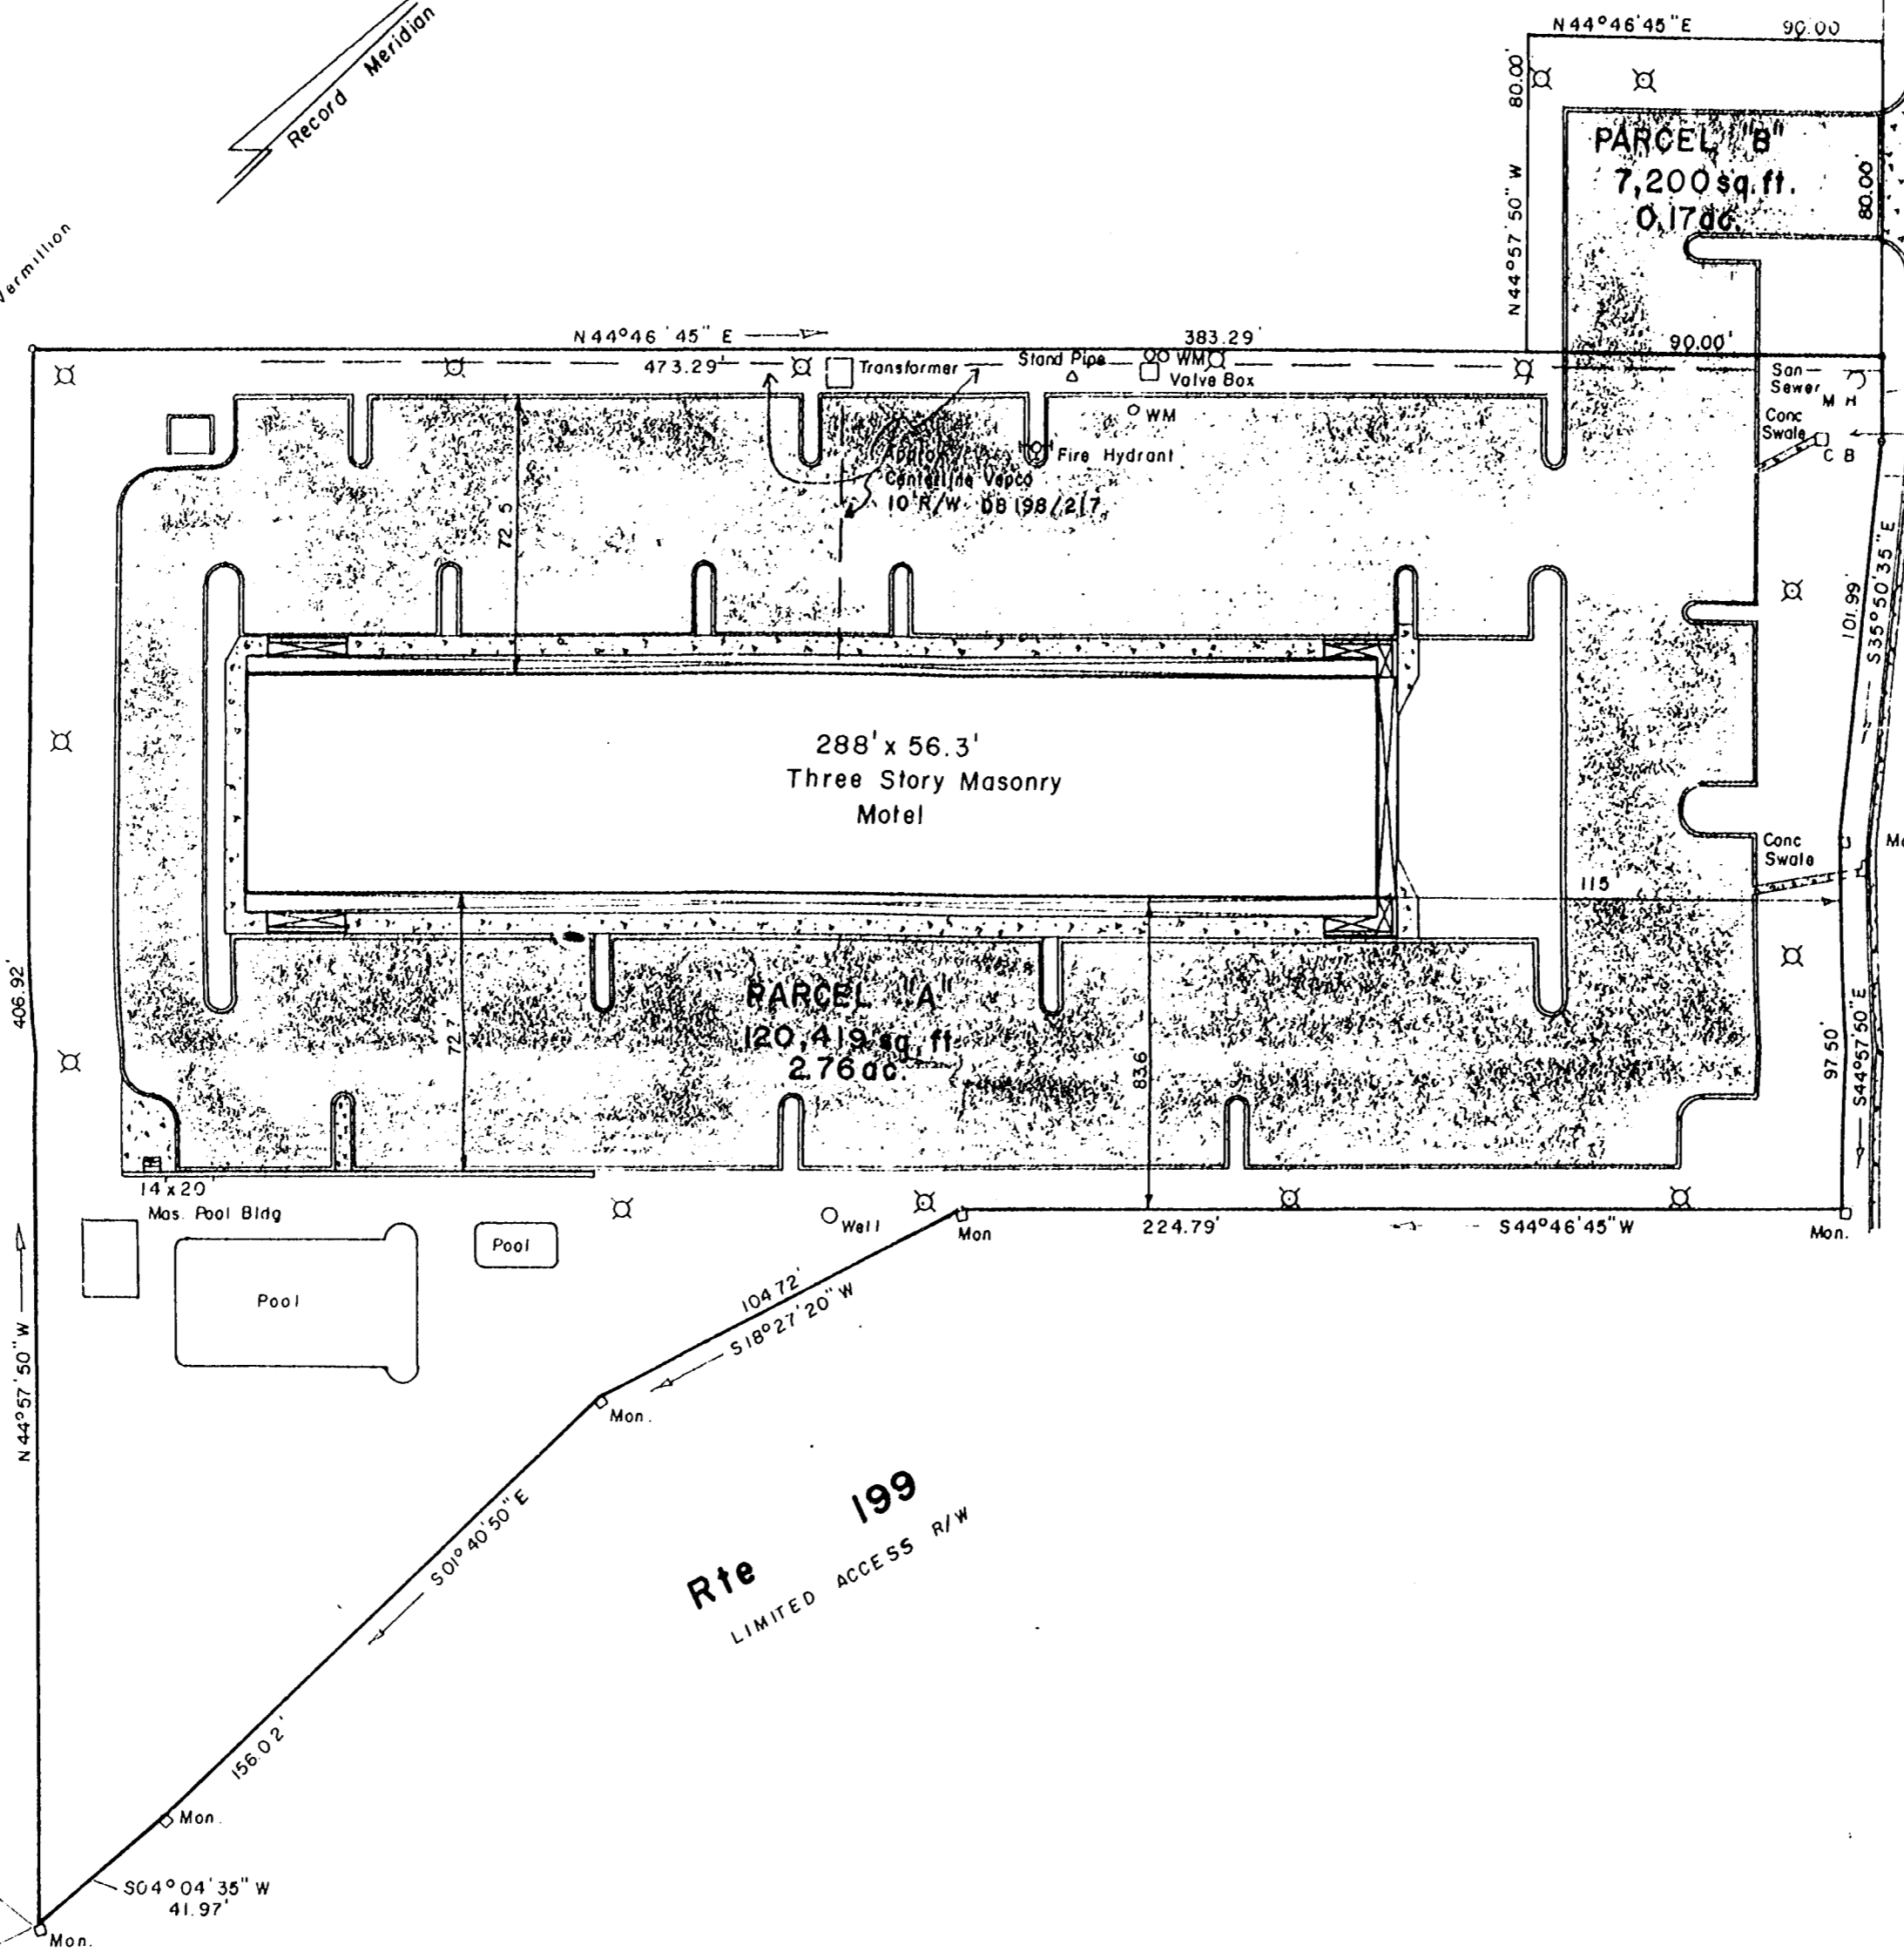 Record Meridian
Vermillion
N44°46'45"E 90.00
80.00'
N44°57'50"W
PARCEL "B"
7,200 sq.ft.
0.17ac.
80.00'
N44°46'45"E
383.29'
473.29'
90.00'
Transformer
Stand Pipe
WM
Valve Box
WM
Fire Hydrant
Approx
Centerline Vepco
10' R/W DB 198/217
San
Sewer
M H
Conc
Swale
C B
72.5
101.99'
S35°50'35"E
288' x 56.3'
Three Story Masonry
Motel
Conc
Swale
115'
406.92'
N44°57'50"W
72.7'
PARCEL "A"
120,419 sq.ft.
2.76ac.
83.6
97.50'
S44°57'50"E
14'x20'
Mas. Pool Bldg
Pool
Pool
Well
Mon
224.79'
S44°46'45"W
Mon.
104.72'
S18°27'20"W
Mon.
S01°40'50"E
156.02'
Rte 199
LIMITED ACCESS R/W
Mon.
S04°04'35"W
41.97'
Mon.